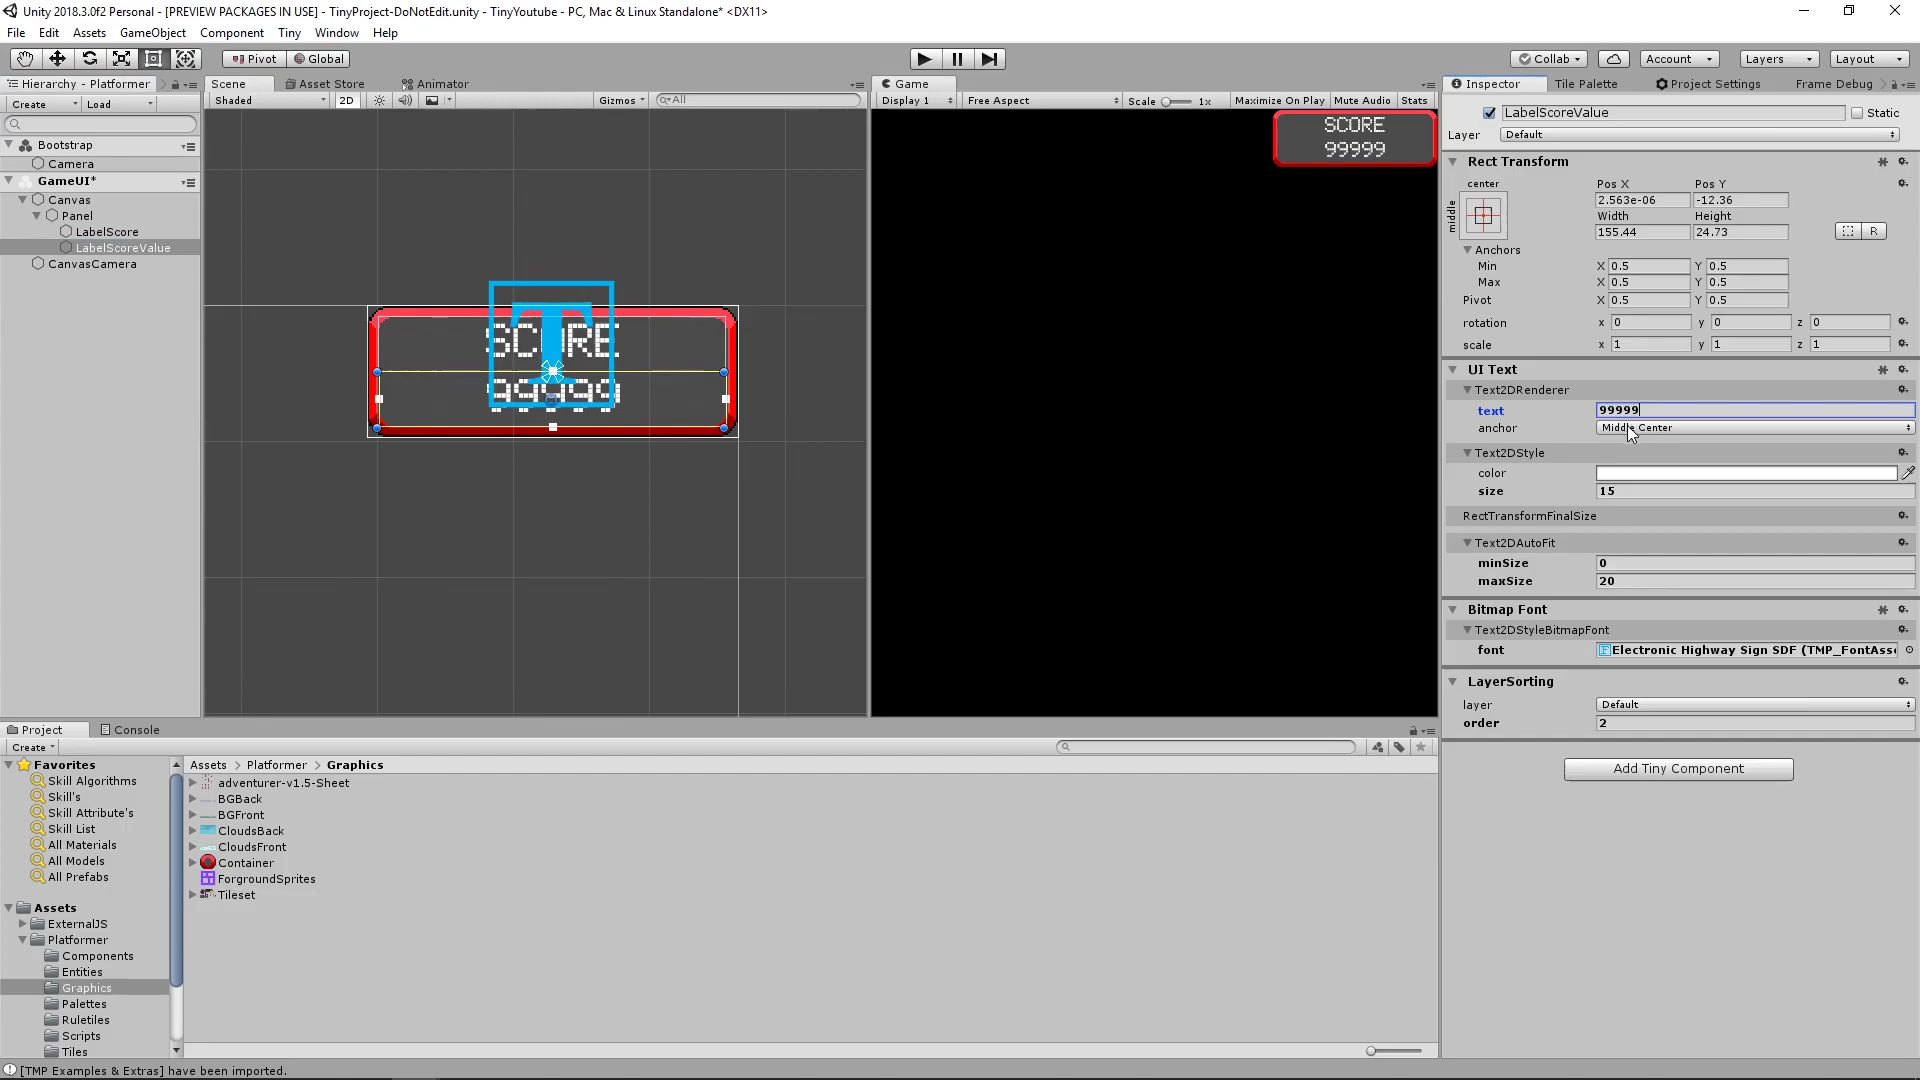 Unity 2018.3.0f2 Personal - [PREVIEW PACKAGES IN USE] - TinyProject-DoNotEdit.unity - TinyYoutube - PC, Mac & Linux Standalone* <DX11>
File Edit Assets GameObject Component Tiny Window Help
Pivot Global Collab Account Layers Layout
Hierarchy - Platformer Scene Asset Store Animator Game Inspector Tile Palette Project Settings Frame Debug
Create Load Shaded 2D Gizmos All Display 1 Free Aspect Scale 1x Maximize On Play Mute Audio Stats
LabelScoreValue Static
Layer Default
Bootstrap
Camera
GameUI*
Canvas
Panel
LabelScore
LabelScoreValue
CanvasCamera
SCORE
99999
SCORE
99999
Rect Transform
center Pos X Pos Y
middle 2.563e-06 -12.36
Width Height
155.44 24.73
R
Anchors
Min X 0.5 Y 0.5
Max X 0.5 Y 0.5
Pivot X 0.5 Y 0.5
rotation x 0 y 0 z 0
scale x 1 y 1 z 1
UI Text
Text2DRenderer
text 99999
anchor Middle Center
Text2DStyle
color
size 15
RectTransformFinalSize
Text2DAutoFit
minSize 0
maxSize 20
Bitmap Font
Text2DStyleBitmapFont
font Electronic Highway Sign SDF (TMP_FontAsse
LayerSorting
layer Default
order 2
Add Tiny Component
Project Console
Create
Favorites
Skill Algorithms
Skill's
Skill Attribute's
Skill List
All Materials
All Models
All Prefabs
Assets
ExternalJS
Platformer
Components
Entities
Graphics
Palettes
Ruletiles
Scripts
Tiles
Assets > Platformer > Graphics
adventurer-v1.5-Sheet
BGBack
BGFront
CloudsBack
CloudsFront
Container
ForgroundSprites
Tileset
[TMP Examples & Extras] have been imported.